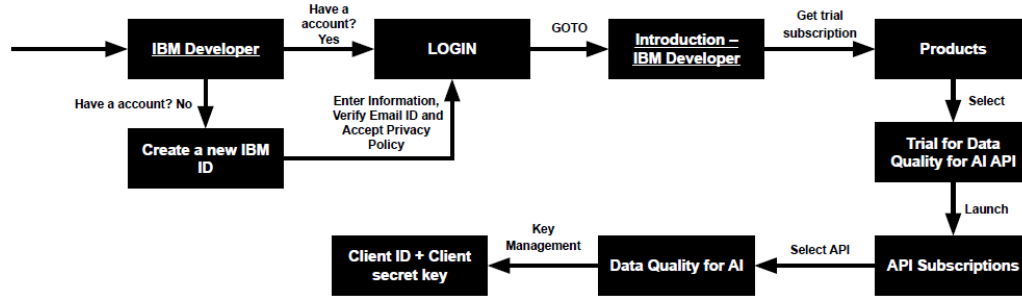 Have a
account?
Yes
IBM Developer
LOGIN
GOTO
Introduction –
IBM Developer
Get trial
subscription
Products
Have a account? No
Enter Information,
Verify Email ID and
Accept Privacy
Policy
Create a new IBM
ID
Select
Trial for Data
Quality for AI API
Launch
API Subscriptions
Select API
Data Quality for AI
Key
Management
Client ID + Client
secret key